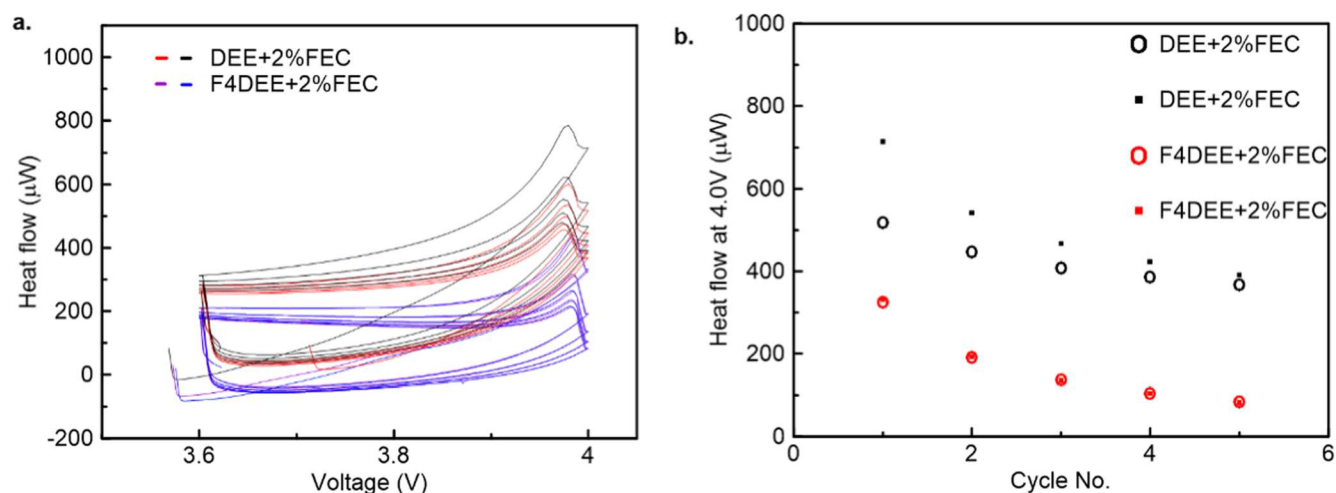 a.
1000
800
600
400
200
0
-200
Heat flow (μW)
DEE+2%FEC
F4DEE+2%FEC
3.6
3.8
4
Voltage (V)
b.
1000
800
600
400
200
0
Heat flow at 4.0V (μW)
DEE+2%FEC
DEE+2%FEC
F4DEE+2%FEC
F4DEE+2%FEC
0
2
4
6
Cycle No.